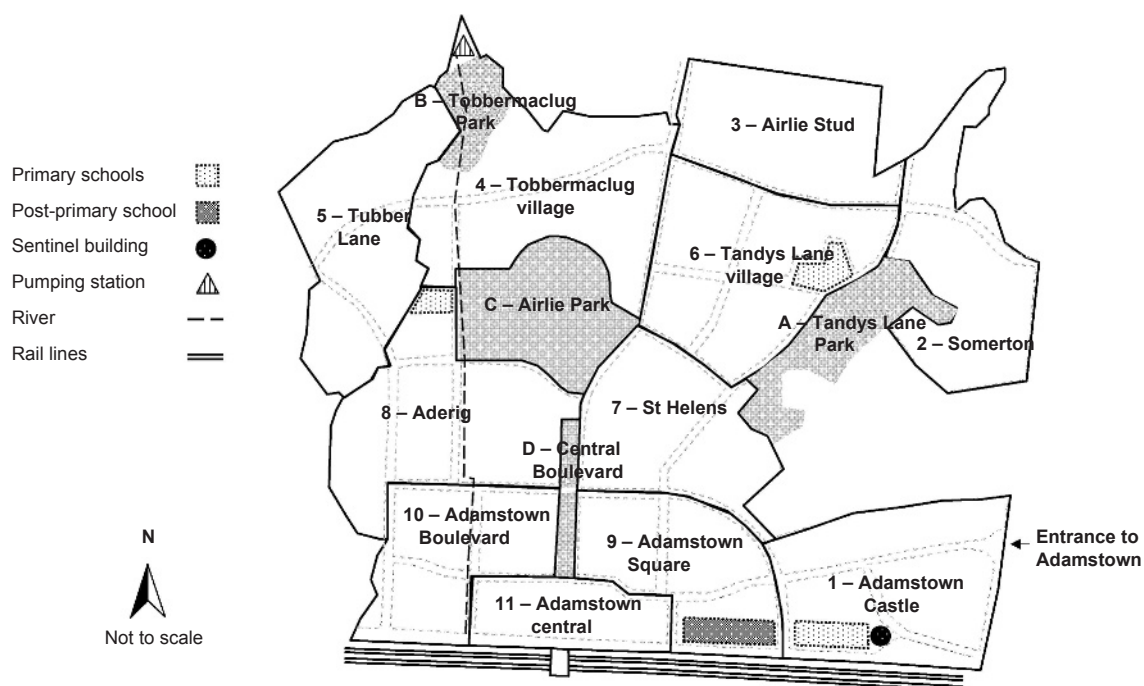 Primary schools
Post-primary school
Sentinel building
Pumping station
River
Rail lines
B – Tobbermaclug
Park
3 – Airlie Stud
4 – Tobbermaclug
village
5 – Tubber
Lane
6 – Tandys Lane
village
C – Airlie Park
A – Tandys Lane
Park
2 – Somerton
8 – Aderig
7 – St Helens
D – Central
Boulevard
10 – Adamstown
Boulevard
9 – Adamstown
Square
Entrance to
Adamstown
1 – Adamstown
Castle
11 – Adamstown
central
N
Not to scale